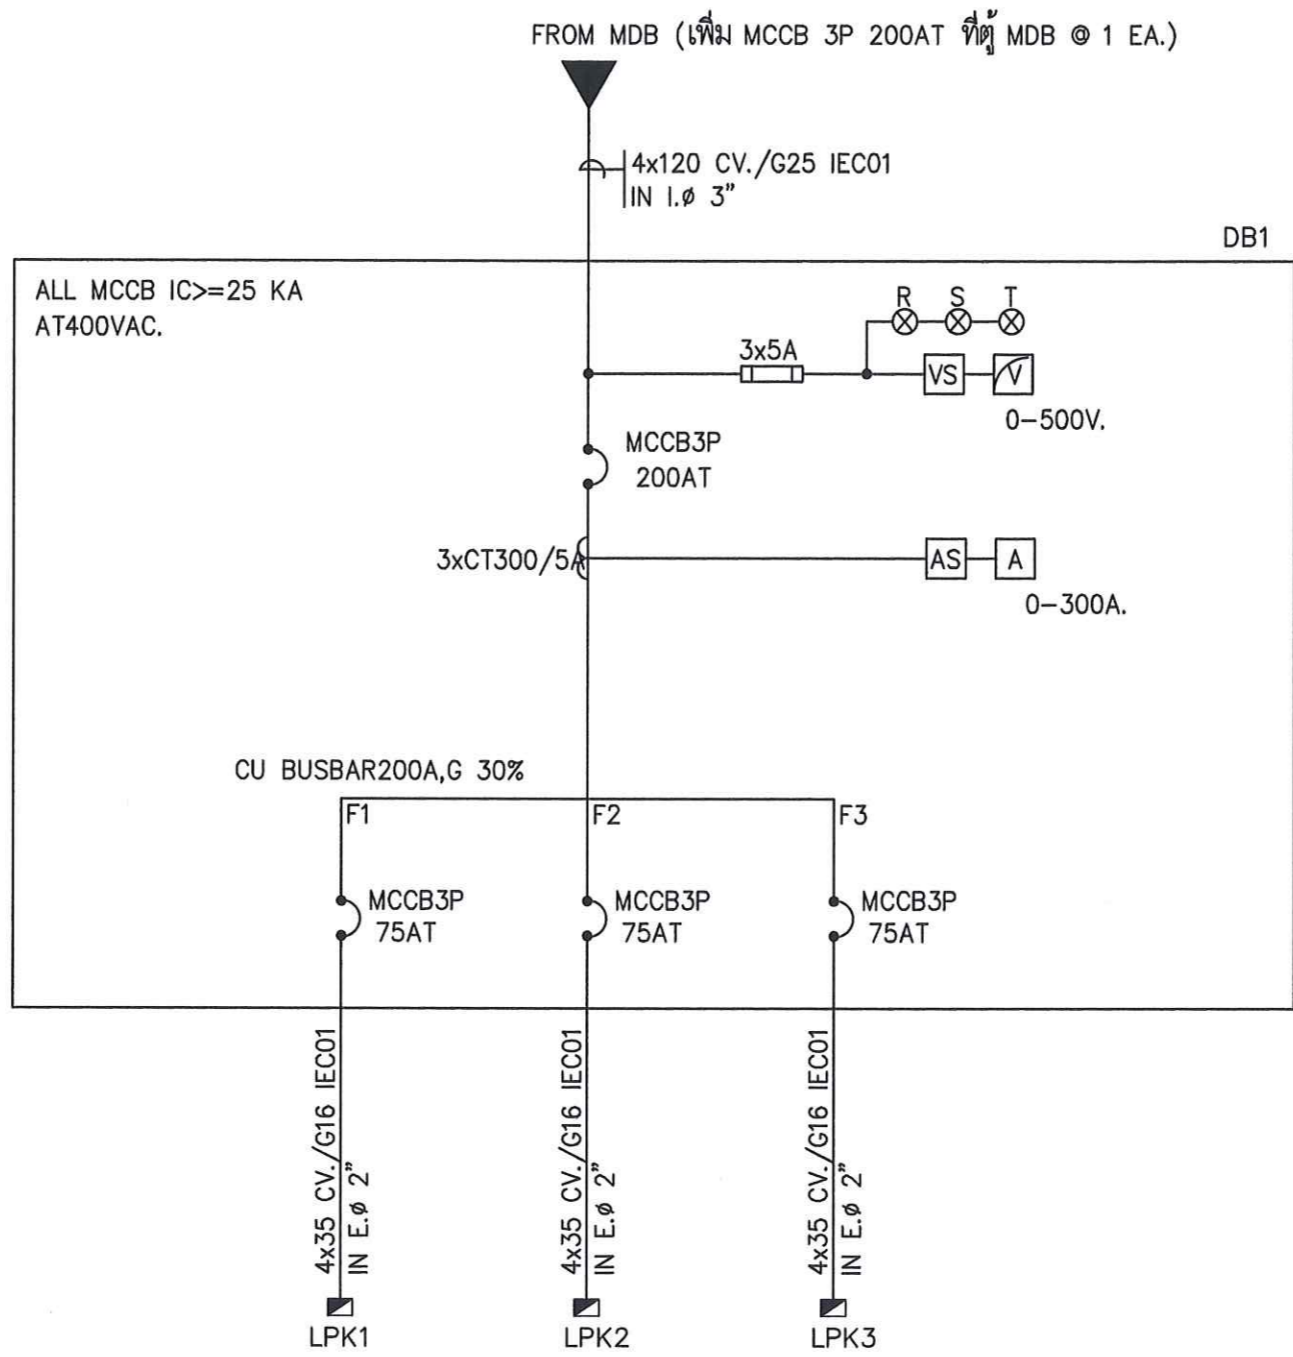 FROM MDB (เพิ่ม MCCB 3P 200AT ที่ตู้ MDB @ 1 EA.)
4x120 CV./G25 IEC01
IN I.ø 3”
DB1
ALL MCCB IC>=25 KA
AT400VAC.
R S T
3x5A
VS V
0-500V.
MCCB3P
200AT
3xCT300/5A
AS A
0-300A.
CU BUSBAR200A,G 30%
F1 F2 F3
MCCB3P MCCB3P MCCB3P
75AT 75AT 75AT
4x35 CV./G16 IEC01
IN E.ø 2”
4x35 CV./G16 IEC01
IN E.ø 2”
4x35 CV./G16 IEC01
IN E.ø 2”
LPK1 LPK2 LPK3